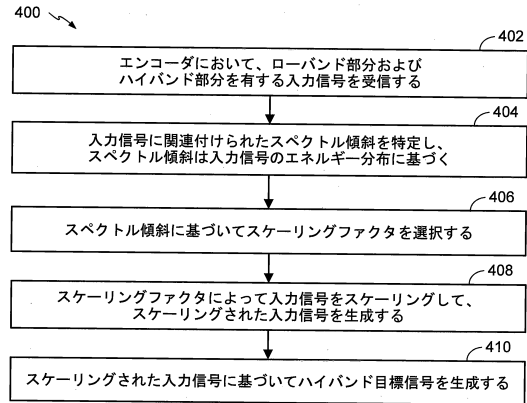 400
402
エンコーダにおいて、ローバンド部分および
ハイバンド部分を有する入力信号を受信する
404
入力信号に関連付けられたスペクトル傾斜を特定し、
スペクトル傾斜は入力信号のエネルギー分布に基づく
406
スペクトル傾斜に基づいてスケーリングファクタを選択する
408
スケーリングファクタによって入力信号をスケーリングして、
スケーリングされた入力信号を生成する
410
スケーリングされた入力信号に基づいてハイバンド目標信号を生成する